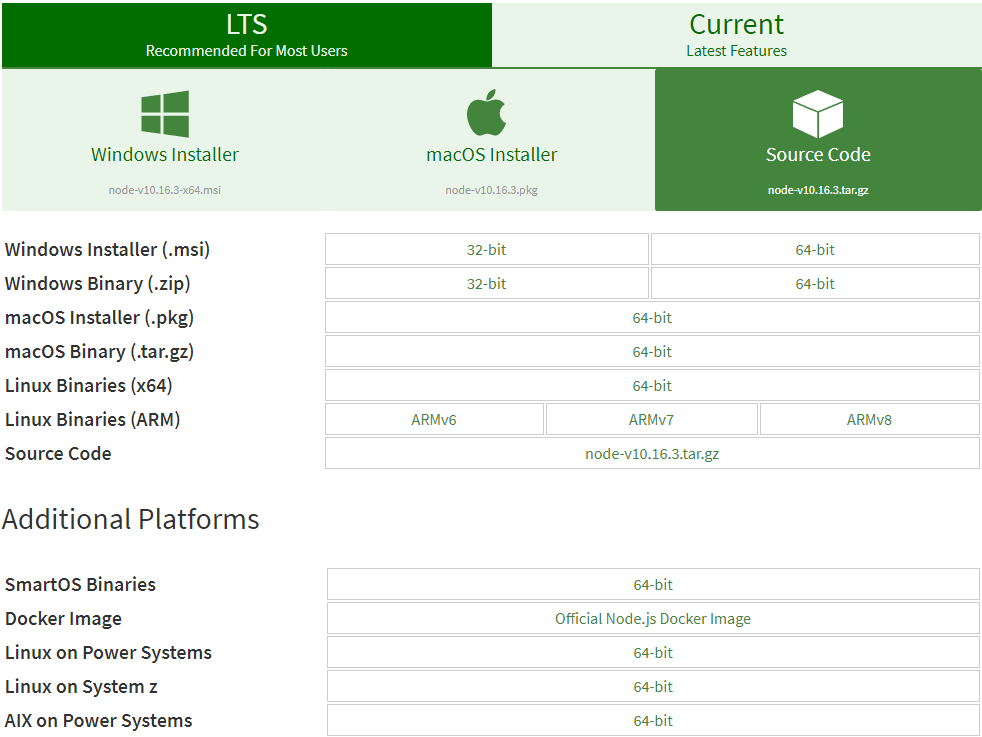 LTS
Recommended For Most Users
Current
Latest Features
Windows Installer
node-v10.16.3-x64.msi
macOS Installer
node-v10.16.3.pkg
Source Code
node-v10.16.3.tar.gz
Windows Installer (.msi) 32-bit 64-bit
Windows Binary (.zip) 32-bit 64-bit
macOS Installer (.pkg) 64-bit
macOS Binary (.tar.gz) 64-bit
Linux Binaries (x64) 64-bit
Linux Binaries (ARM) ARMv6 ARMv7 ARMv8
Source Code node-v10.16.3.tar.gz
Additional Platforms
SmartOS Binaries 64-bit
Docker Image Official Node.js Docker Image
Linux on Power Systems 64-bit
Linux on System z 64-bit
AIX on Power Systems 64-bit